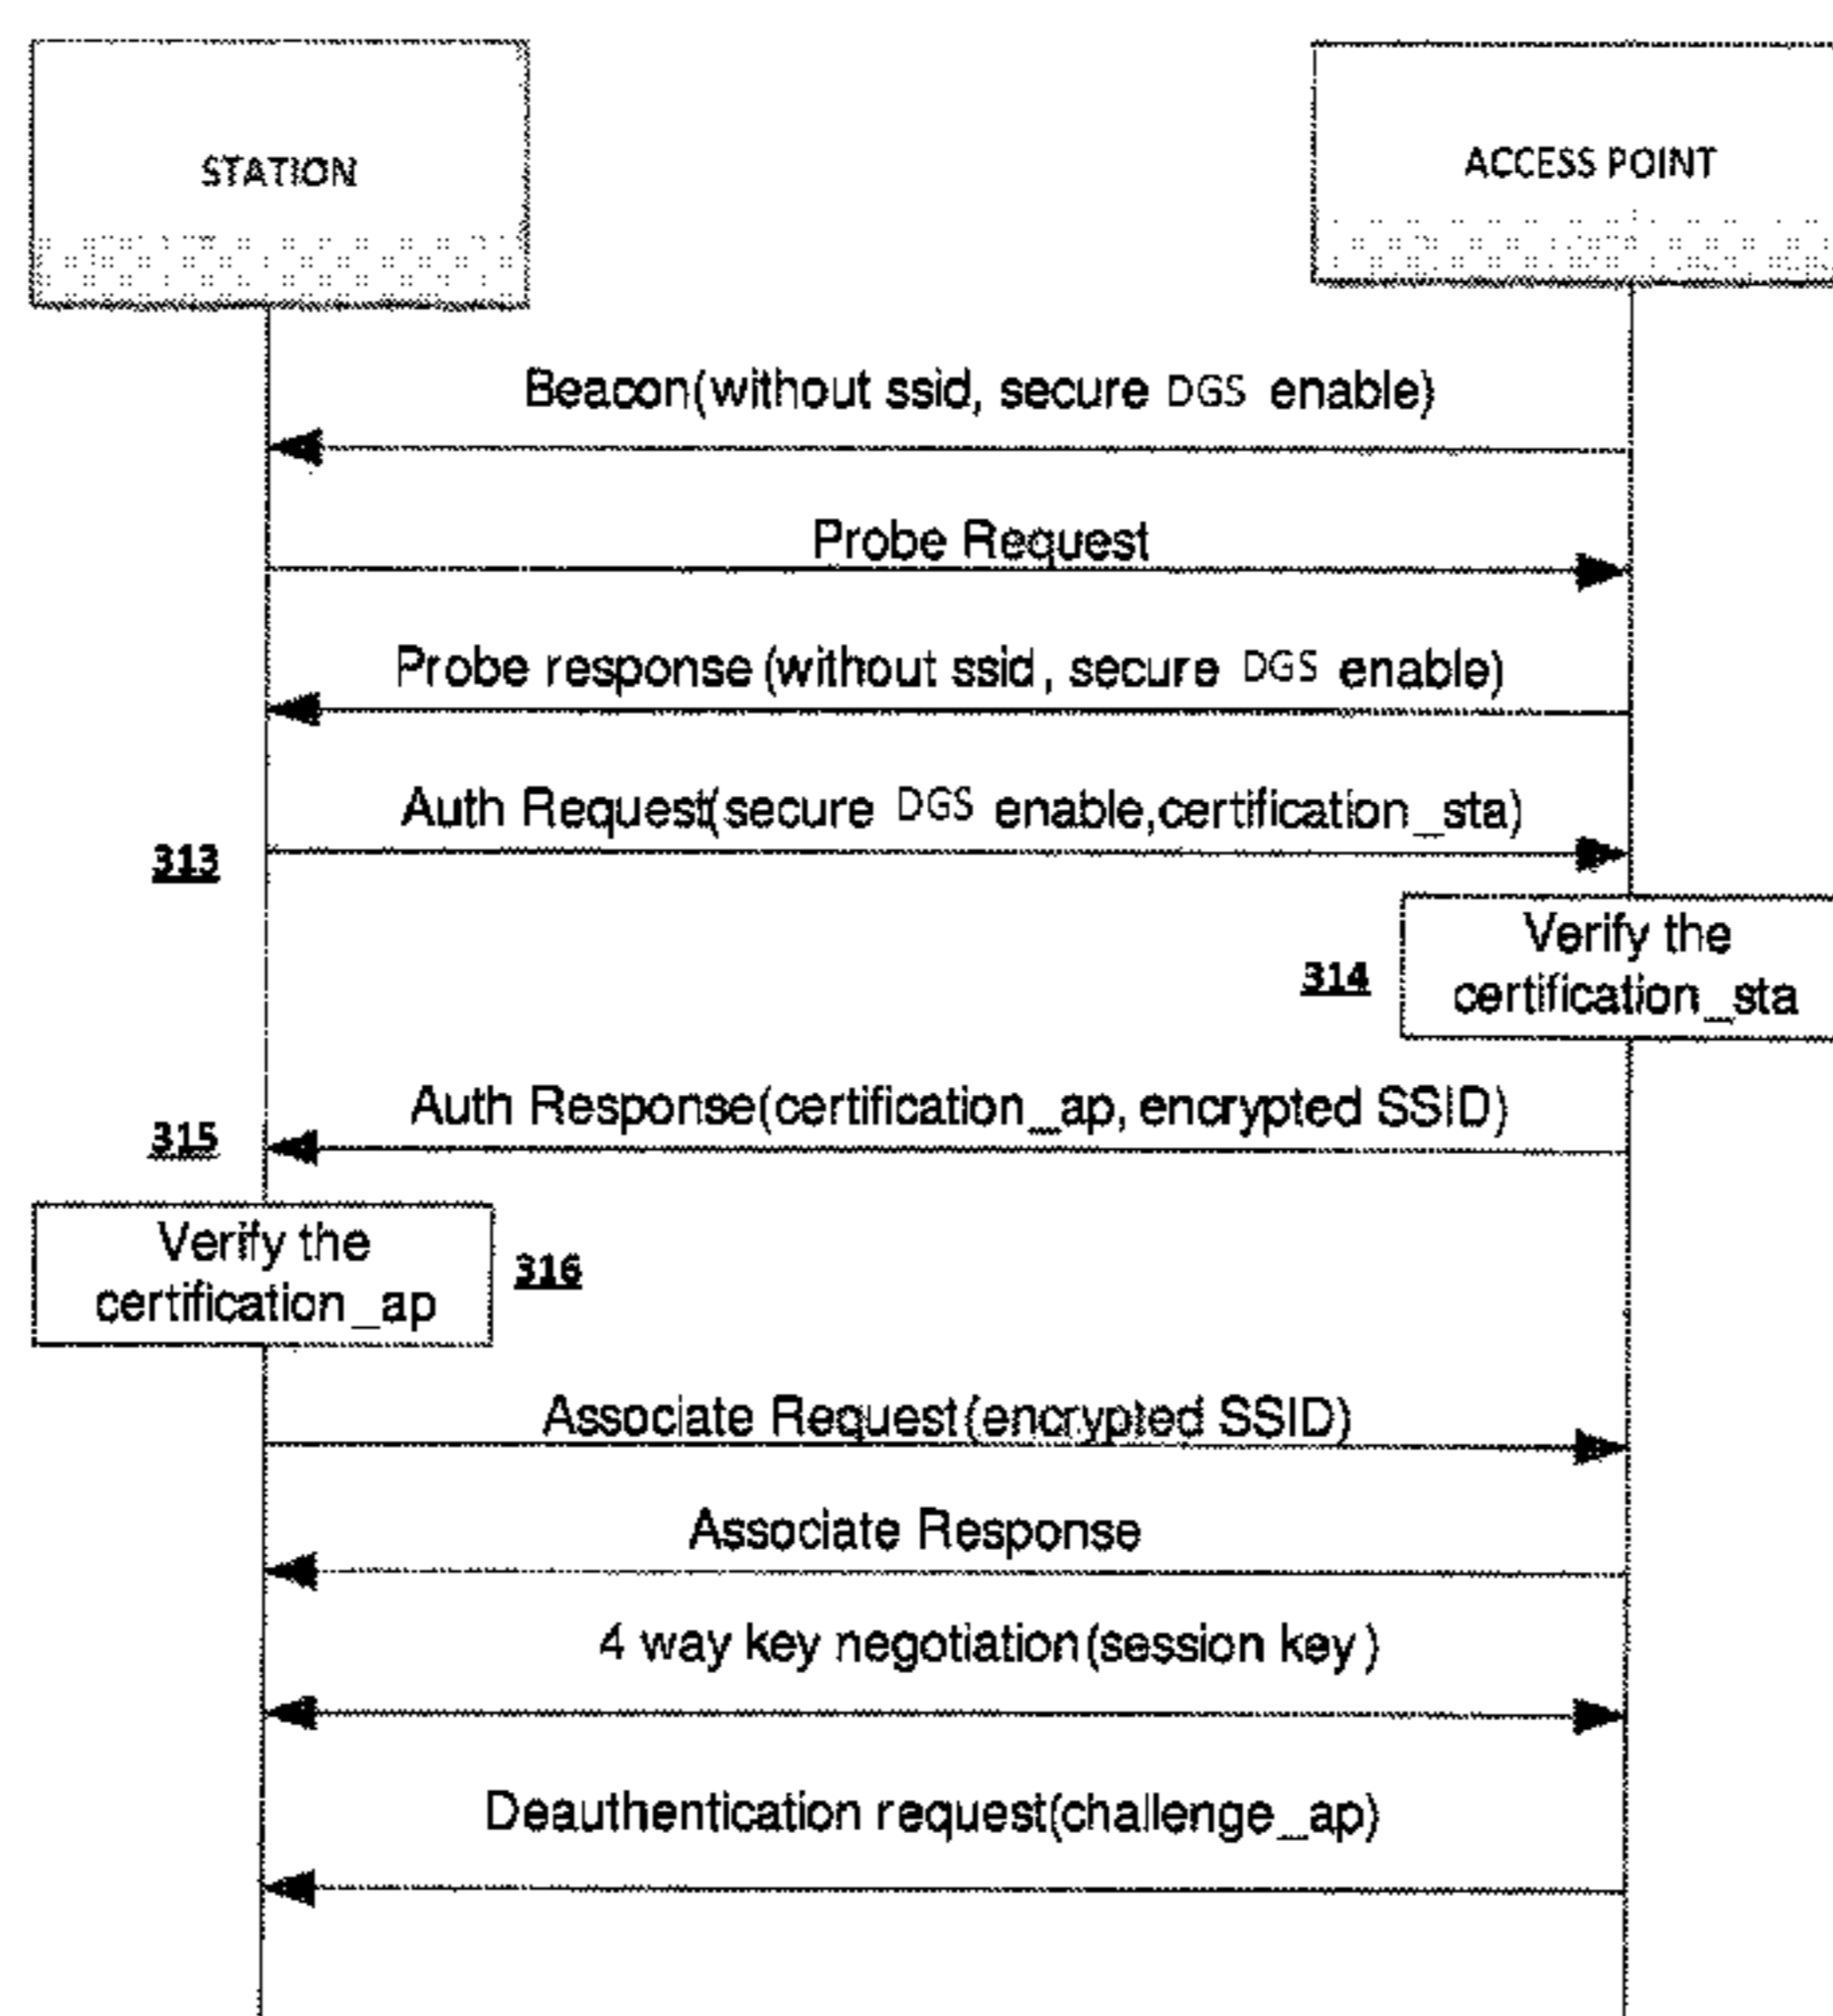 STATION
ACCESS POINT
Beacon(without ssid, secure DGS enable)
Probe Request
Probe response (without ssid, secure DGS enable)
Auth Request(secure DGS enable,certification_sta)
313
Verify the
certification_sta
314
Auth Response(certification_ap, encrypted SSID)
315
Verify the
certification_ap
316
Associate Request(encrypted SSID)
Associate Response
4 way key negotiation(session key)
Deauthentication request(challenge_ap)